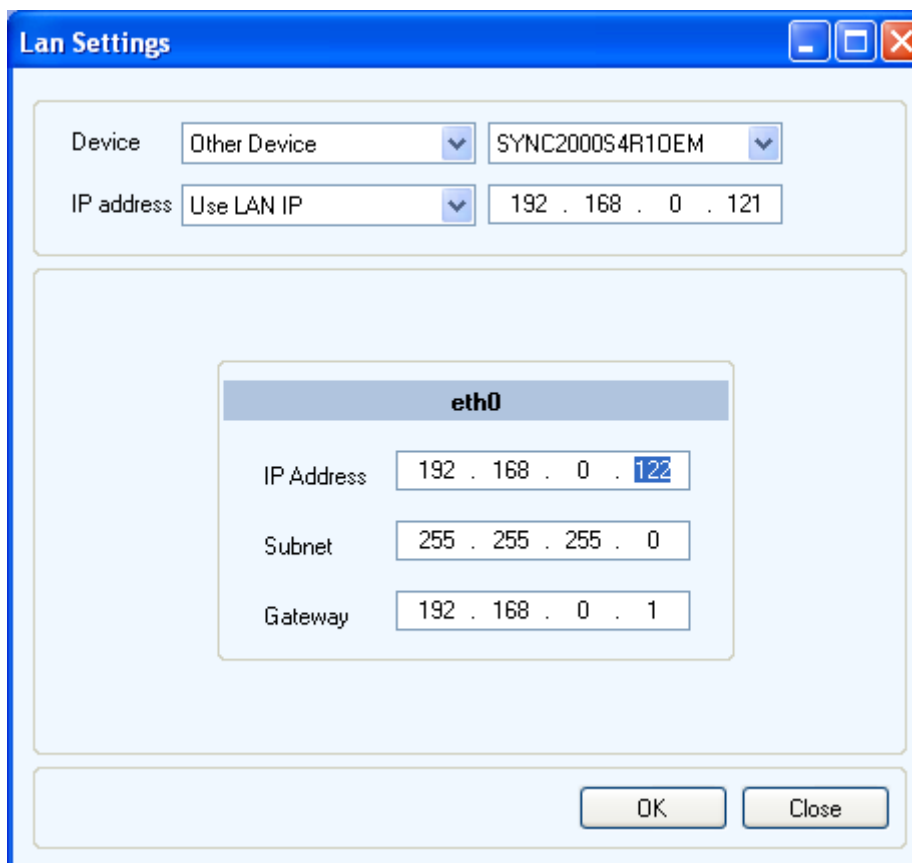 Lan Settings
Device Other Device SYNC2000S4R1OEM
IP address Use LAN IP 192 . 168 . 0 . 121
eth0
IP Address 192 . 168 . 0 . 122
Subnet 255 . 255 . 255 . 0
Gateway 192 . 168 . 0 . 1
OK Close